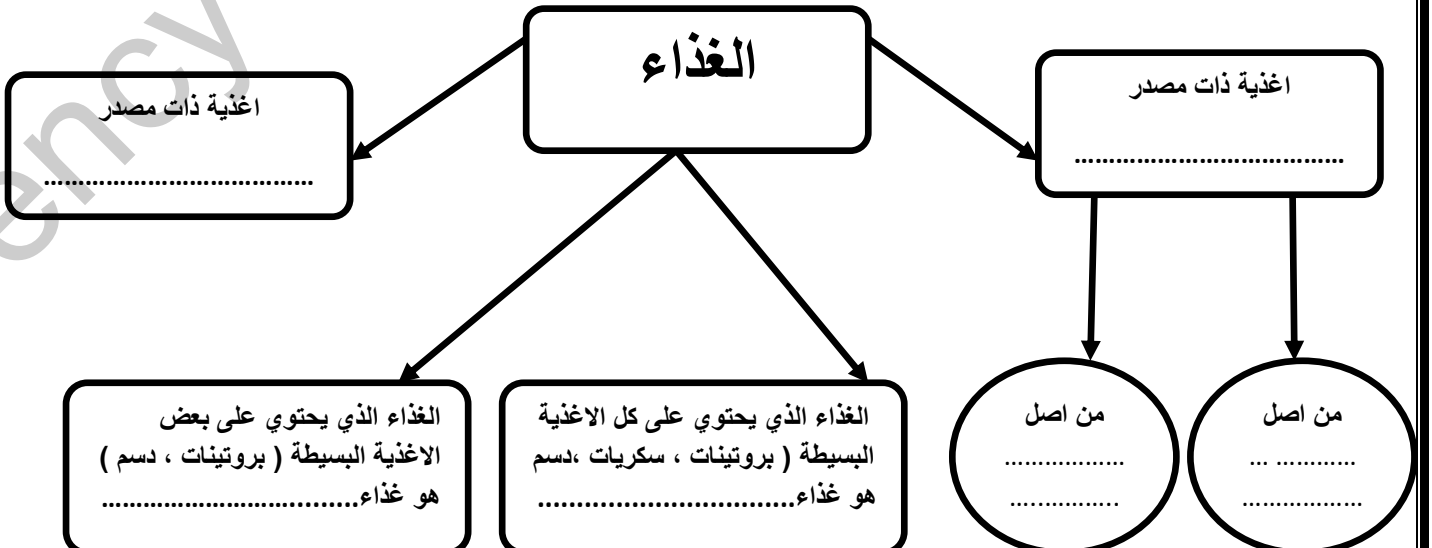 الغذاء
اغذية ذات مصدر
.......................................
اغذية ذات مصدر
.......................................
من اصل
............ ...
..................
من اصل
..................
................
الغذاء الذي يحتوي على كل الاغذية
البسيطة ( بروتينات ، سكريات ،دسم
هو غذاء.................................
الغذاء الذي يحتوي على بعض
الاغذية البسيطة ( بروتينات ، دسم )
هو غذاء.................................
ency